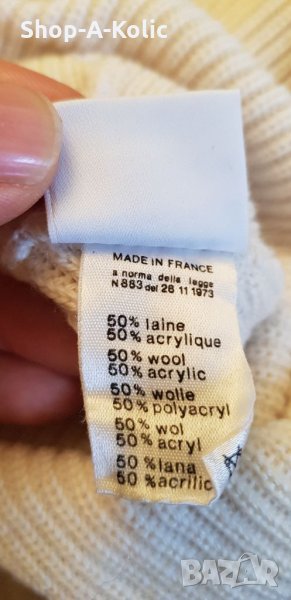 Shop-A-Kolic
MADE IN FRANCE
a norma della legge
N 883 del 26 11 1973
50% laine
50% acrylique
50% wool
50% acrylic
50% wolle
50% polyacryl
50% wol
50% acryl
50% lana
50% acrilic
BAZAR